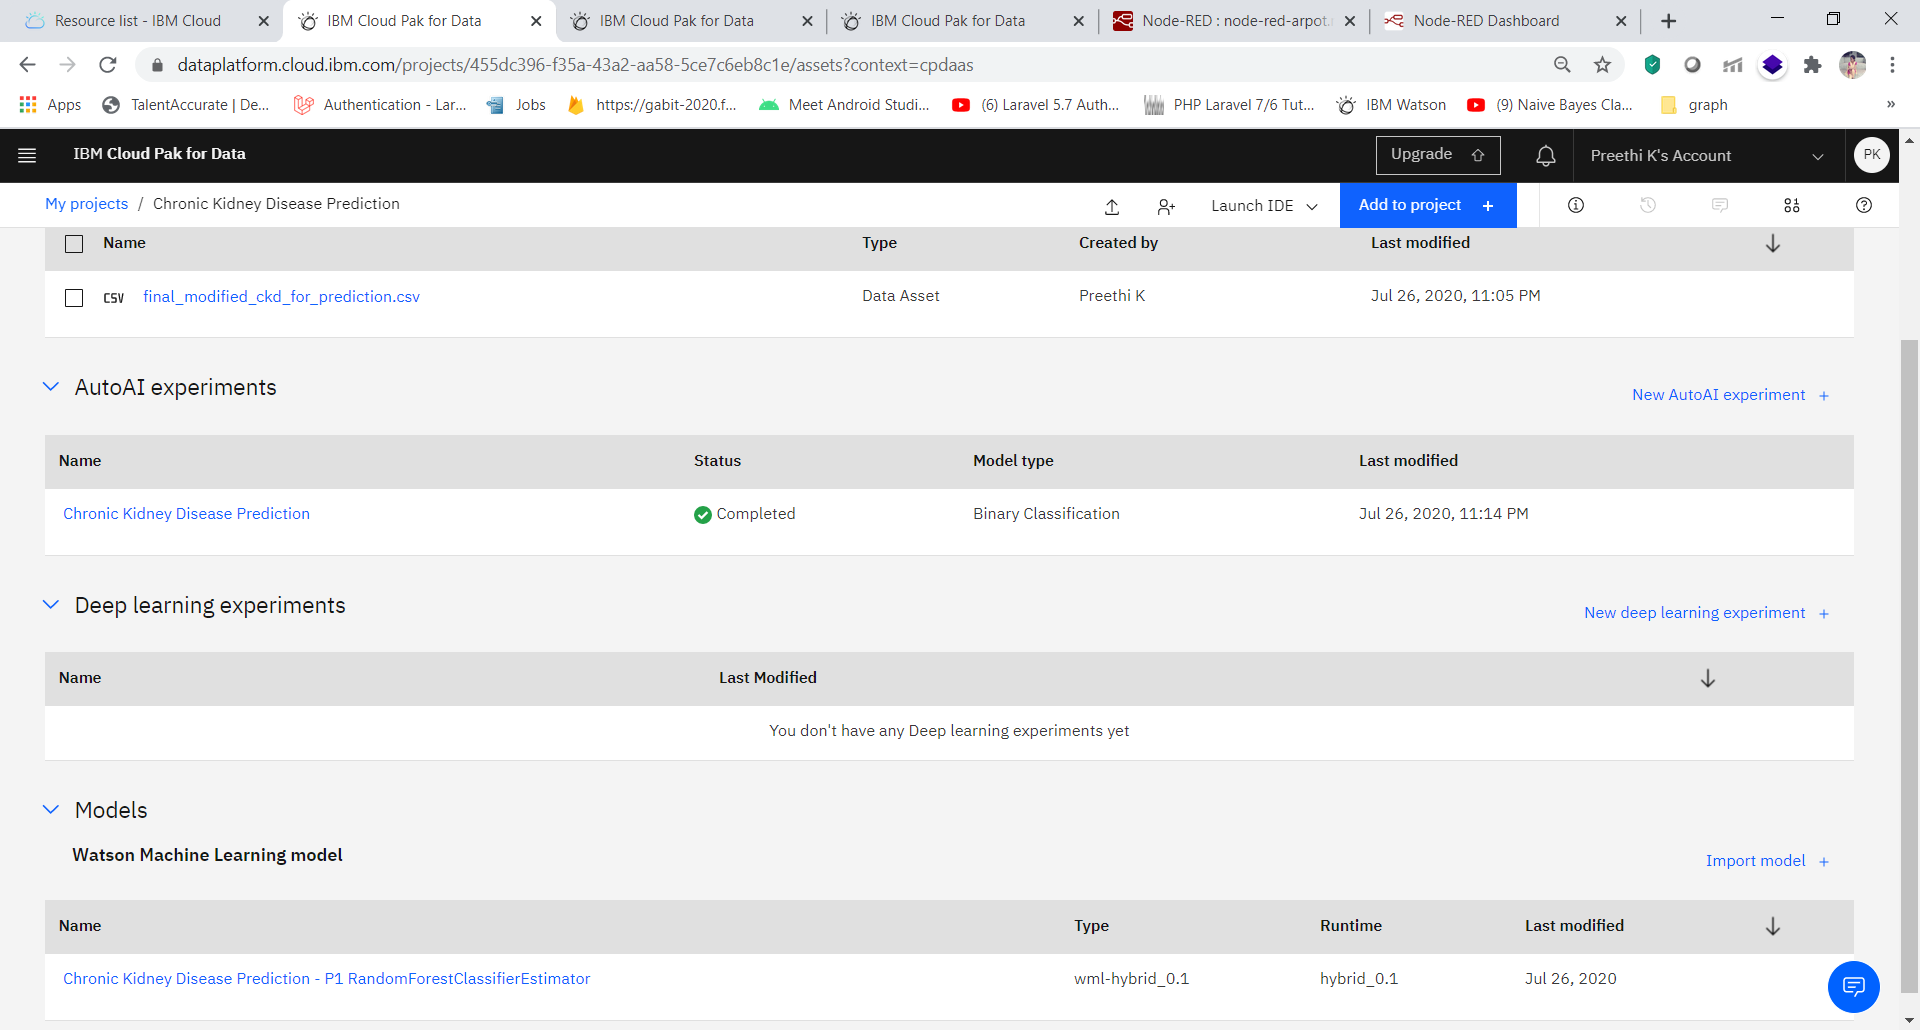 Resource list - IBM Cloud
IBM Cloud Pak for Data
IBM Cloud Pak for Data
IBM Cloud Pak for Data
Node-RED : node-red-arpot.
Node-RED Dashboard
dataplatform.cloud.ibm.com/projects/455dc396-f35a-43a2-aa58-5ce7c6eb8c1e/assets?context=cpdaas
Apps
TalentAccurate | De...
Authentication - Lar...
Jobs
https://gabit-2020.f...
Meet Android Studi...
(6) Laravel 5.7 Auth...
PHP Laravel 7/6 Tut...
IBM Watson
(9) Naive Bayes Cla...
graph
»
IBM Cloud Pak for Data
Upgrade
Preethi K's Account
PK
My projects / Chronic Kidney Disease Prediction
Launch IDE
Add to project +
Name Type Created by Last modified
CSV final_modified_ckd_for_prediction.csv Data Asset Preethi K Jul 26, 2020, 11:05 PM
AutoAI experiments
New AutoAI experiment +
Name Status Model type Last modified
Chronic Kidney Disease Prediction Completed Binary Classification Jul 26, 2020, 11:14 PM
Deep learning experiments
New deep learning experiment +
Name Last Modified
You don't have any Deep learning experiments yet
Models
Watson Machine Learning model
Import model +
Name Type Runtime Last modified
Chronic Kidney Disease Prediction - P1 RandomForestClassifierEstimator wml-hybrid_0.1 hybrid_0.1 Jul 26, 2020